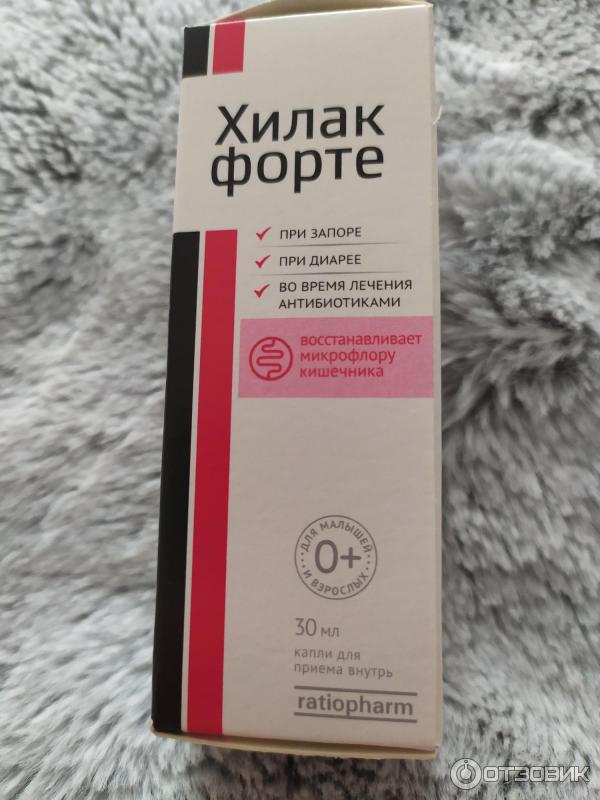 Хилак
форте
ПРИ ЗАПОРЕ
ПРИ ДИАРЕЕ
ВО ВРЕМЯ ЛЕЧЕНИЯ
АНТИБИОТИКАМИ
восстанавливает
микрофлору
кишечника
ДЛЯ МАЛЫШЕЙ
0+
И ВЗРОСЛЫХ
30 мл
капли для
приема внутрь
ratiopharm
ОТЗОВИК